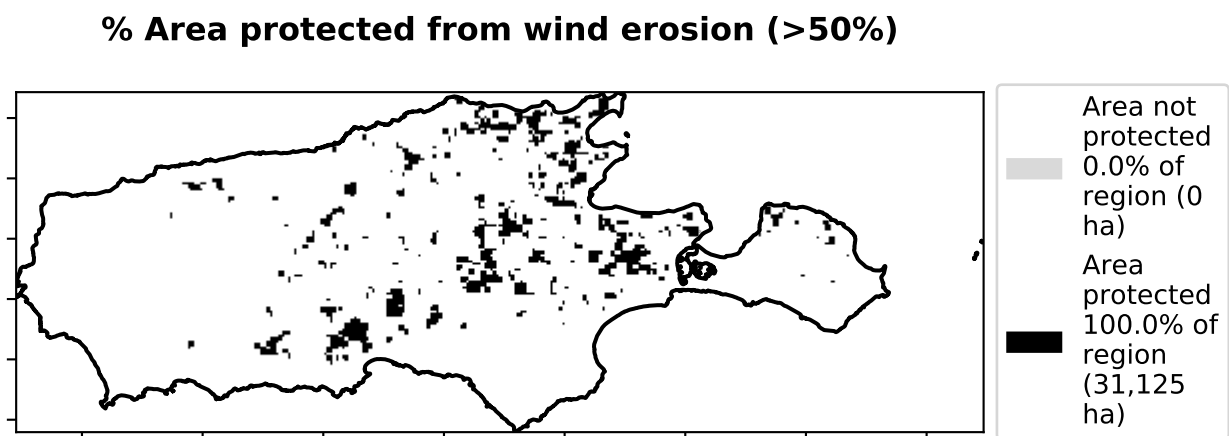 % Area protected from wind erosion (>50%)
Area not
protected
0.0% of
region (0
ha)
Area
protected
100.0% of
region
(31,125
ha)